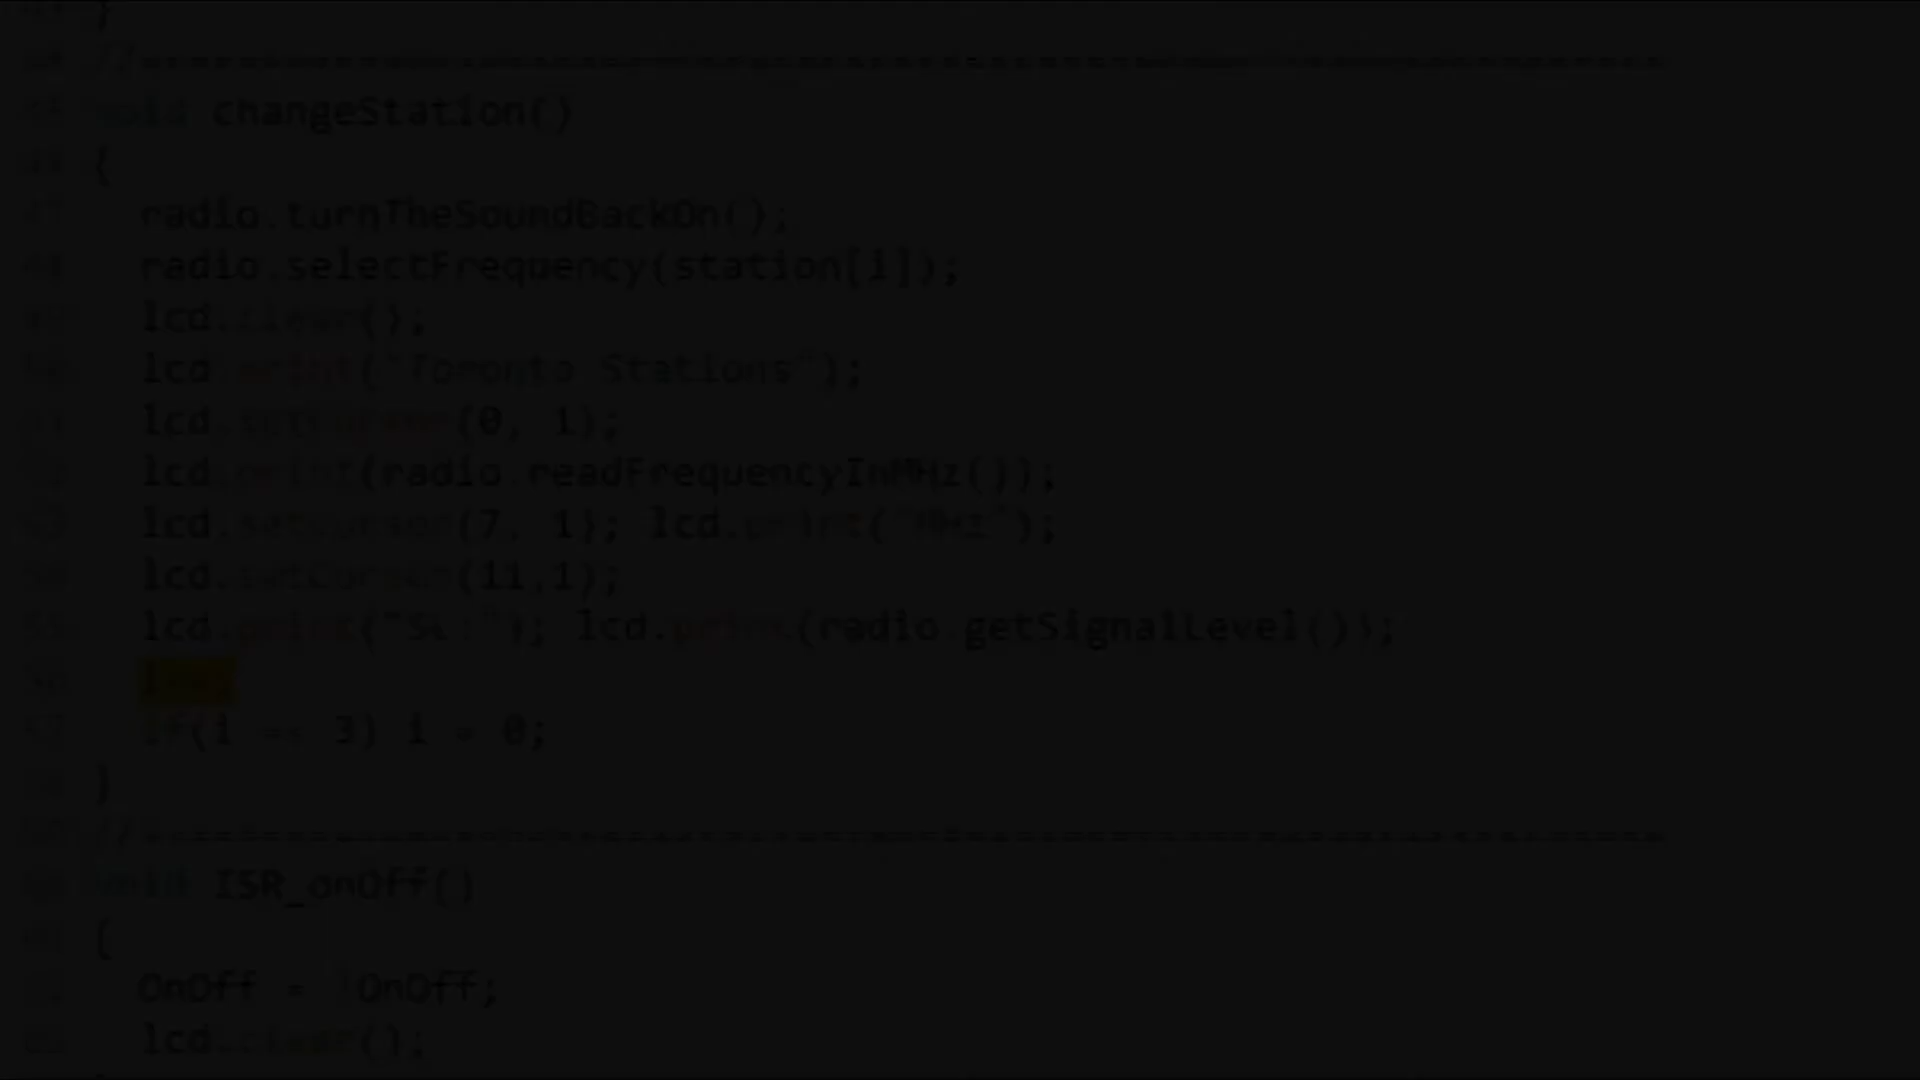 }
void changeStation()
{
radio.turnTheSoundBackOn();
radio.selectFrequency(station[i]);
lcd.clear();
lcd.print("Toronto Stations");
lcd.setCursor(0, 1);
lcd.print(radio.readFrequencyInMHz());
lcd.setCursor(7, 1); lcd.print("MHz");
lcd.setCursor(11,1);
lcd.print("SL:"); lcd.print(radio.getSignalLevel());
if(i == 3) i = 0;
}
void ISR_onOff()
{
OnOff = !OnOff;
lcd.clear();